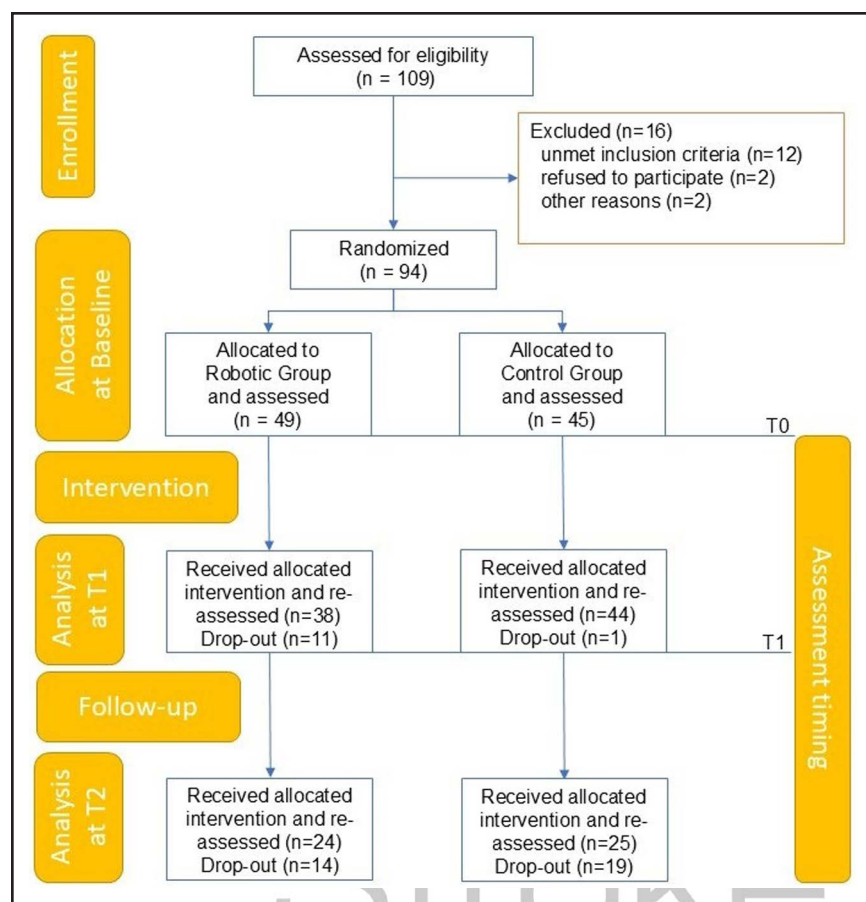 Enrollment
Assessed for eligibility
(n = 109)
Excluded (n=16)
unmet inclusion criteria (n=12)
refused to participate (n=2)
other reasons (n=2)
Randomized
(n = 94)
Allocation
at Baseline
Allocated to
Robotic Group
and assessed
(n = 49)
Allocated to
Control Group
and assessed
(n = 45)
T0
Intervention
Assessment timing
Analysis
at T1
Received allocated
intervention and re-
assessed (n=38)
Drop-out (n=11)
Received allocated
intervention and re-
assessed (n=44)
Drop-out (n=1)
T1
Follow-up
Analysis
at T2
Received allocated
intervention and re-
assessed (n=24)
Drop-out (n=14)
Received allocated
intervention and re-
assessed (n=25)
Drop-out (n=19)